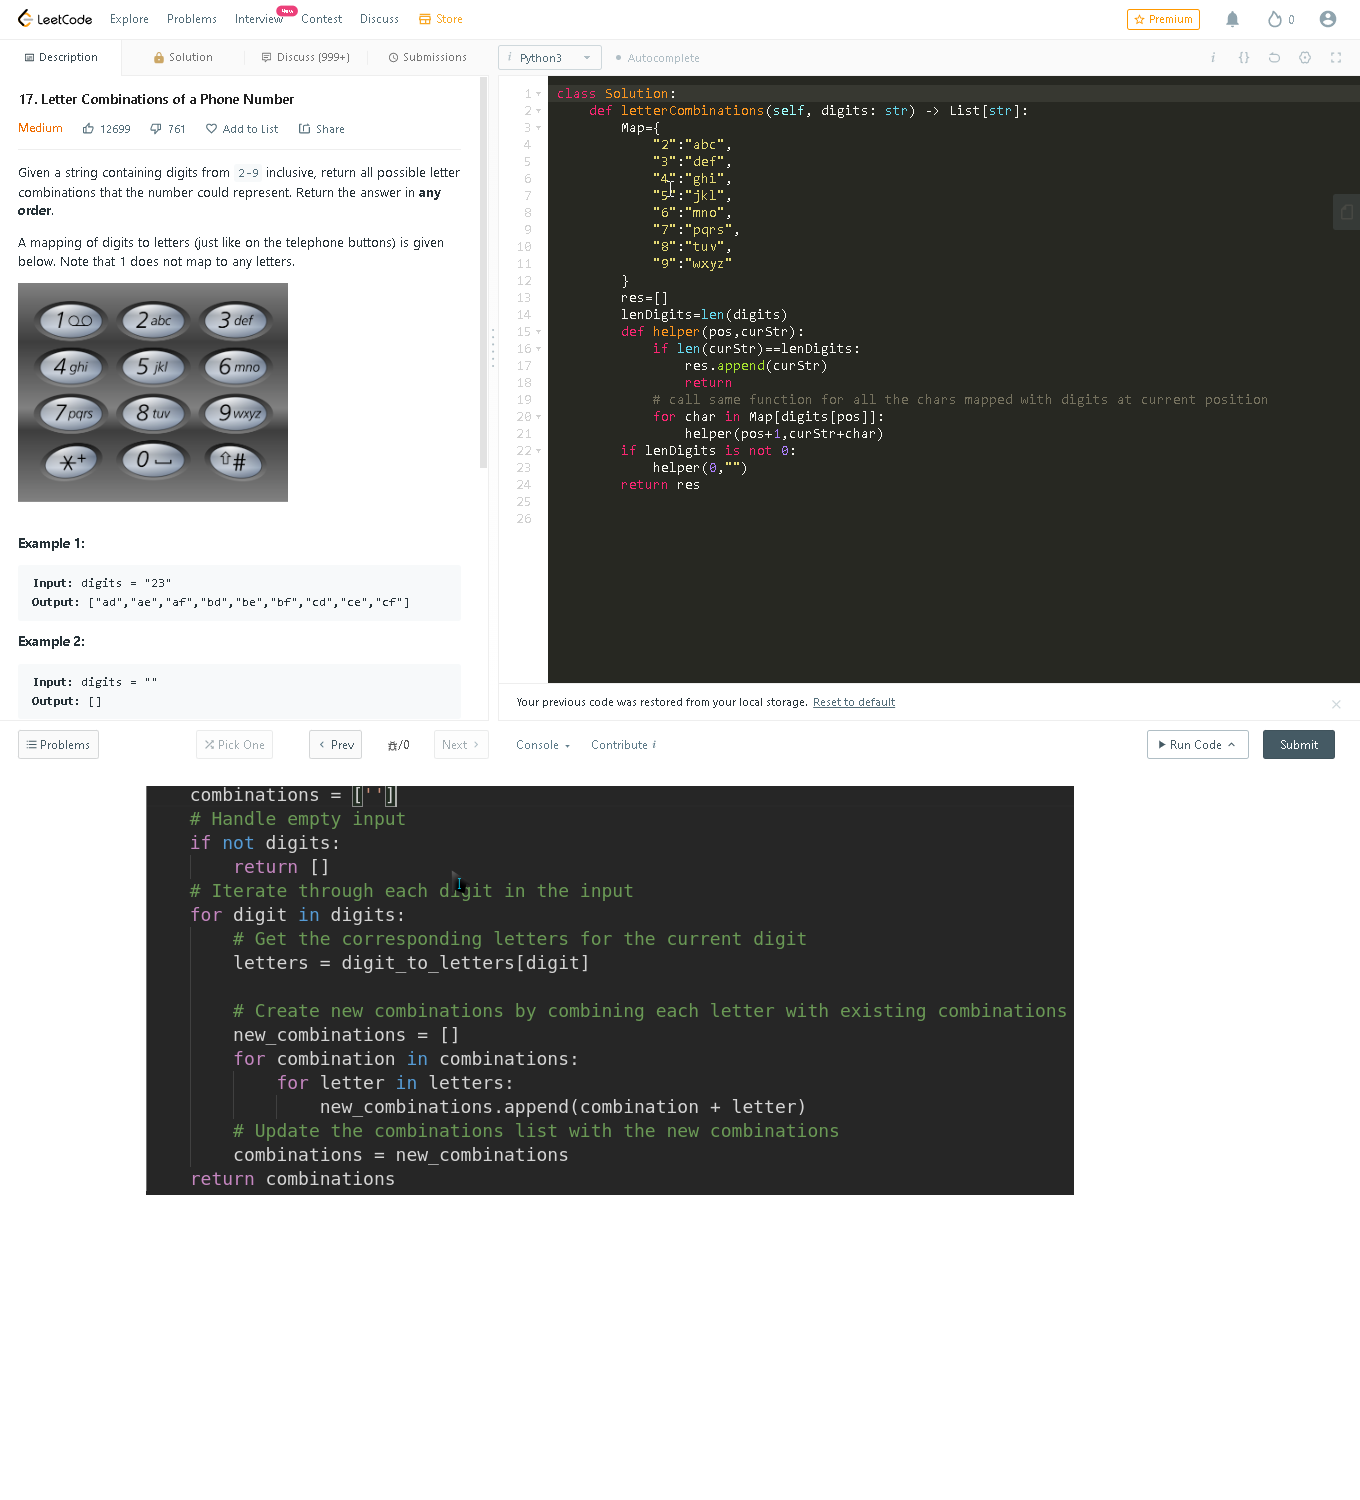 LeetCode Explore Problems Interview New Contest Discuss Store Premium 0
Description Solution Discuss (999+) Submissions i Python3 Autocomplete i {}
17. Letter Combinations of a Phone Number
Medium 12699 761 Add to List Share
Given a string containing digits from 2-9 inclusive, return all possible letter
combinations that the number could represent. Return the answer in any
order.
A mapping of digits to letters (just like on the telephone buttons) is given
below. Note that 1 does not map to any letters.
1 2 abc 3 def
4 ghi 5 jkl 6 mno
7 pqrs 8 tuv 9 wxyz
*+ 0 #
Example 1:
Input: digits = "23"
Output: ["ad","ae","af","bd","be","bf","cd","ce","cf"]
Example 2:
Input: digits = ""
Output: []
1 class Solution:
2 def letterCombinations(self, digits: str) -> List[str]:
3 Map={
4 "2":"abc",
5 "3":"def",
6 "4":"ghi",
7 "5":"jkl",
8 "6":"mno",
9 "7":"pqrs",
10 "8":"tuv",
11 "9":"wxyz"
12 }
13 res=[]
14 lenDigits=len(digits)
15 def helper(pos,curStr):
16 if len(curStr)==lenDigits:
17 res.append(curStr)
18 return
19 # call same function for all the chars mapped with digits at current position
20 for char in Map[digits[pos]]:
21 helper(pos+1,curStr+char)
22 if lenDigits is not 0:
23 helper(0,"")
24 return res
25
26
Your previous code was restored from your local storage. Reset to default
Problems Pick One Prev /0 Next Console Contribute i Run Code Submit
combinations = ['']
# Handle empty input
if not digits:
return []
# Iterate through each digit in the input
for digit in digits:
# Get the corresponding letters for the current digit
letters = digit_to_letters[digit]
# Create new combinations by combining each letter with existing combinations
new_combinations = []
for combination in combinations:
for letter in letters:
new_combinations.append(combination + letter)
# Update the combinations list with the new combinations
combinations = new_combinations
return combinations